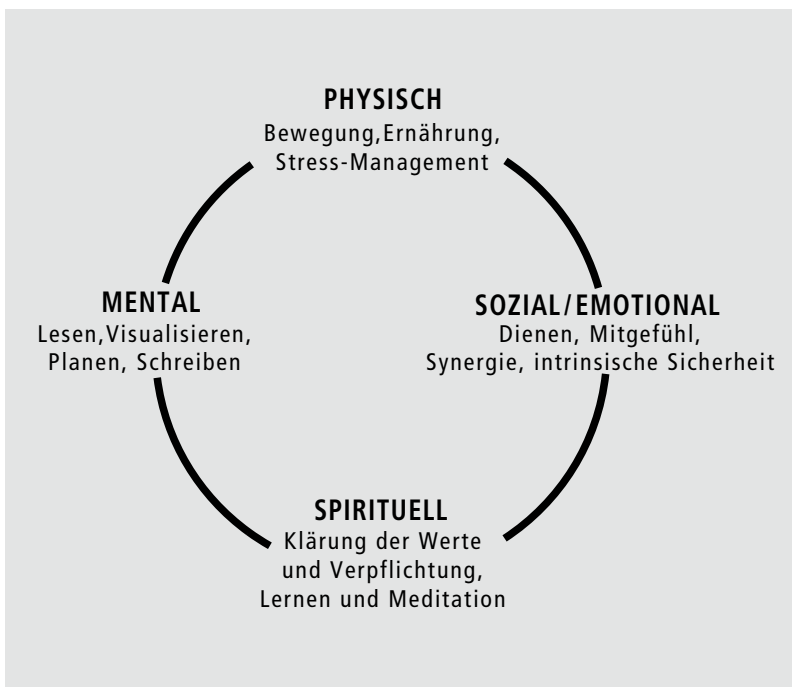 PHYSISCH
Bewegung,Ernährung,
Stress-Management
MENTAL
Lesen,Visualisieren,
Planen, Schreiben
SOZIAL/EMOTIONAL
Dienen, Mitgefühl,
Synergie, intrinsische Sicherheit
SPIRITUELL
Klärung der Werte
und Verpflichtung,
Lernen und Meditation